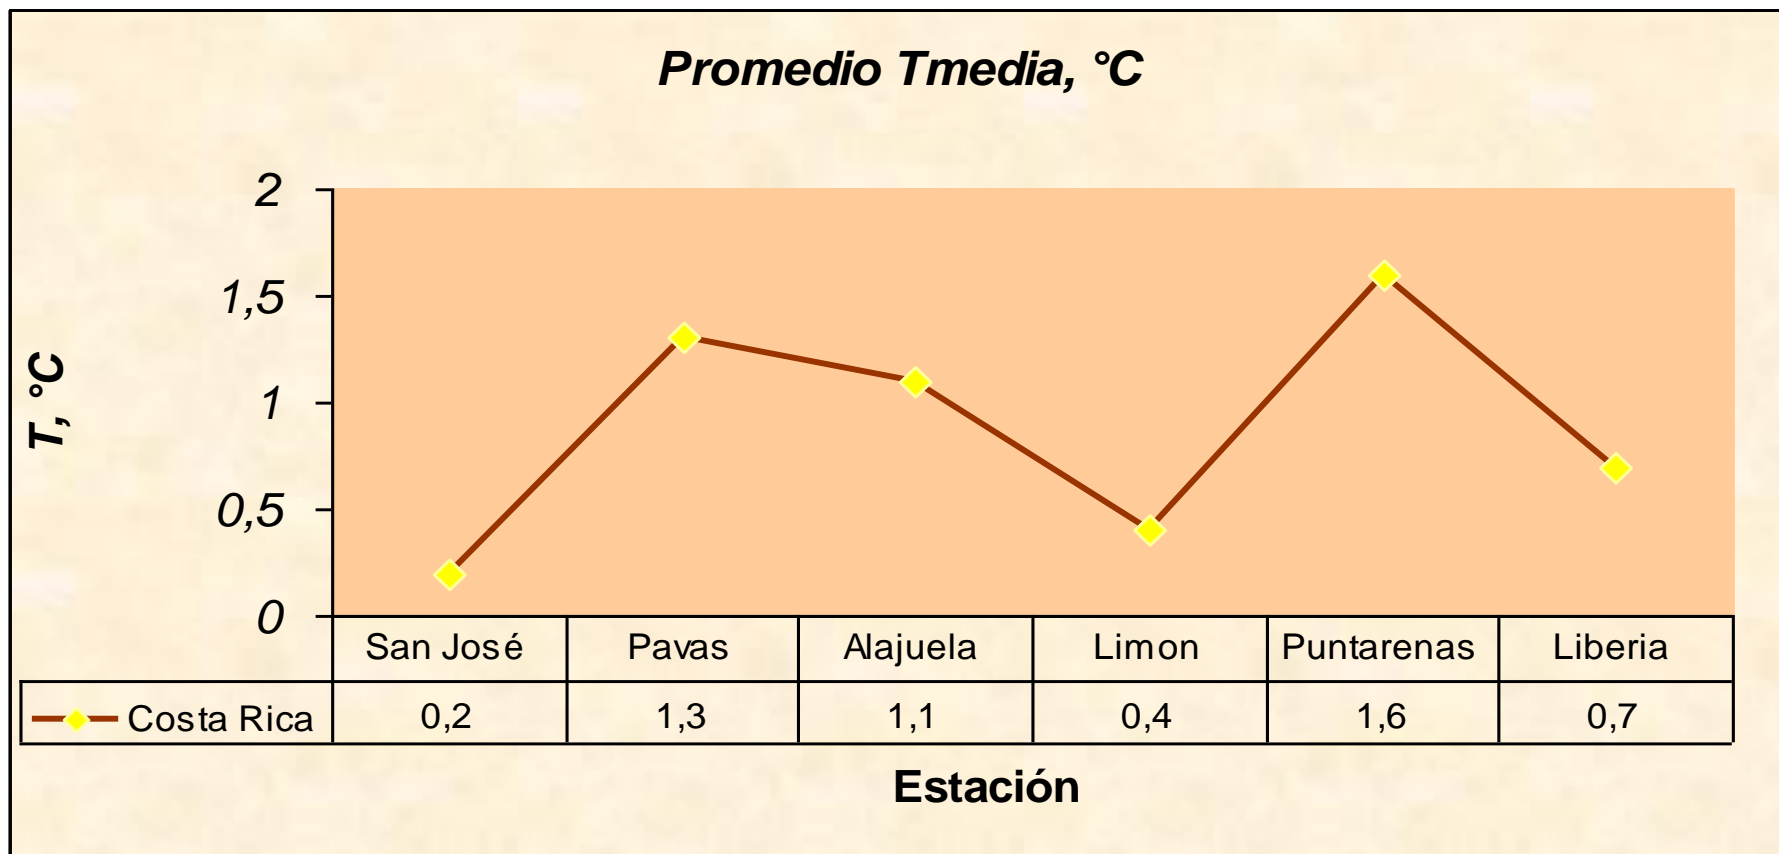 Promedio Tmedia, °C
2
1,5
1
0,5
0
T, °C
San José Pavas Alajuela Limon Puntarenas Liberia
Costa Rica 0,2 1,3 1,1 0,4 1,6 0,7
Estación